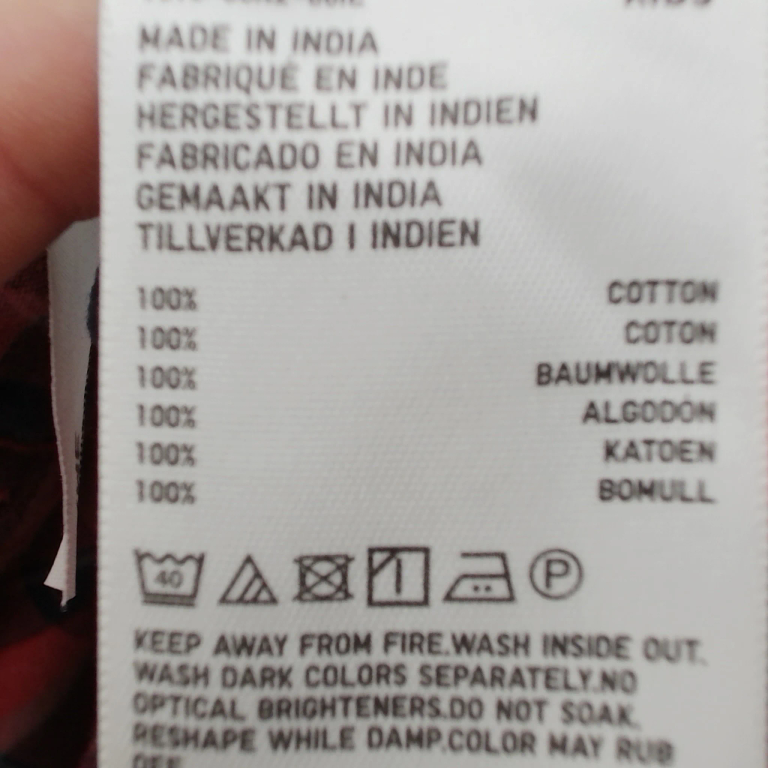 MADE IN INDIA
FABRIQUÉ EN INDE
HERGESTELLT IN INDIEN
FABRICADO EN INDIA
GEMAAKT IN INDIA
TILLVERKAD I INDIEN
100% COTTON
100% COTON
100% BAUMWOLLE
100% ALGODÓN
100% KATOEN
100% BOMULL
40 P
KEEP AWAY FROM FIRE.WASH INSIDE OUT.
WASH DARK COLORS SEPARATELY.NO
OPTICAL BRIGHTENERS.DO NOT SOAK.
RESHAPE WHILE DAMP.COLOR MAY RUB